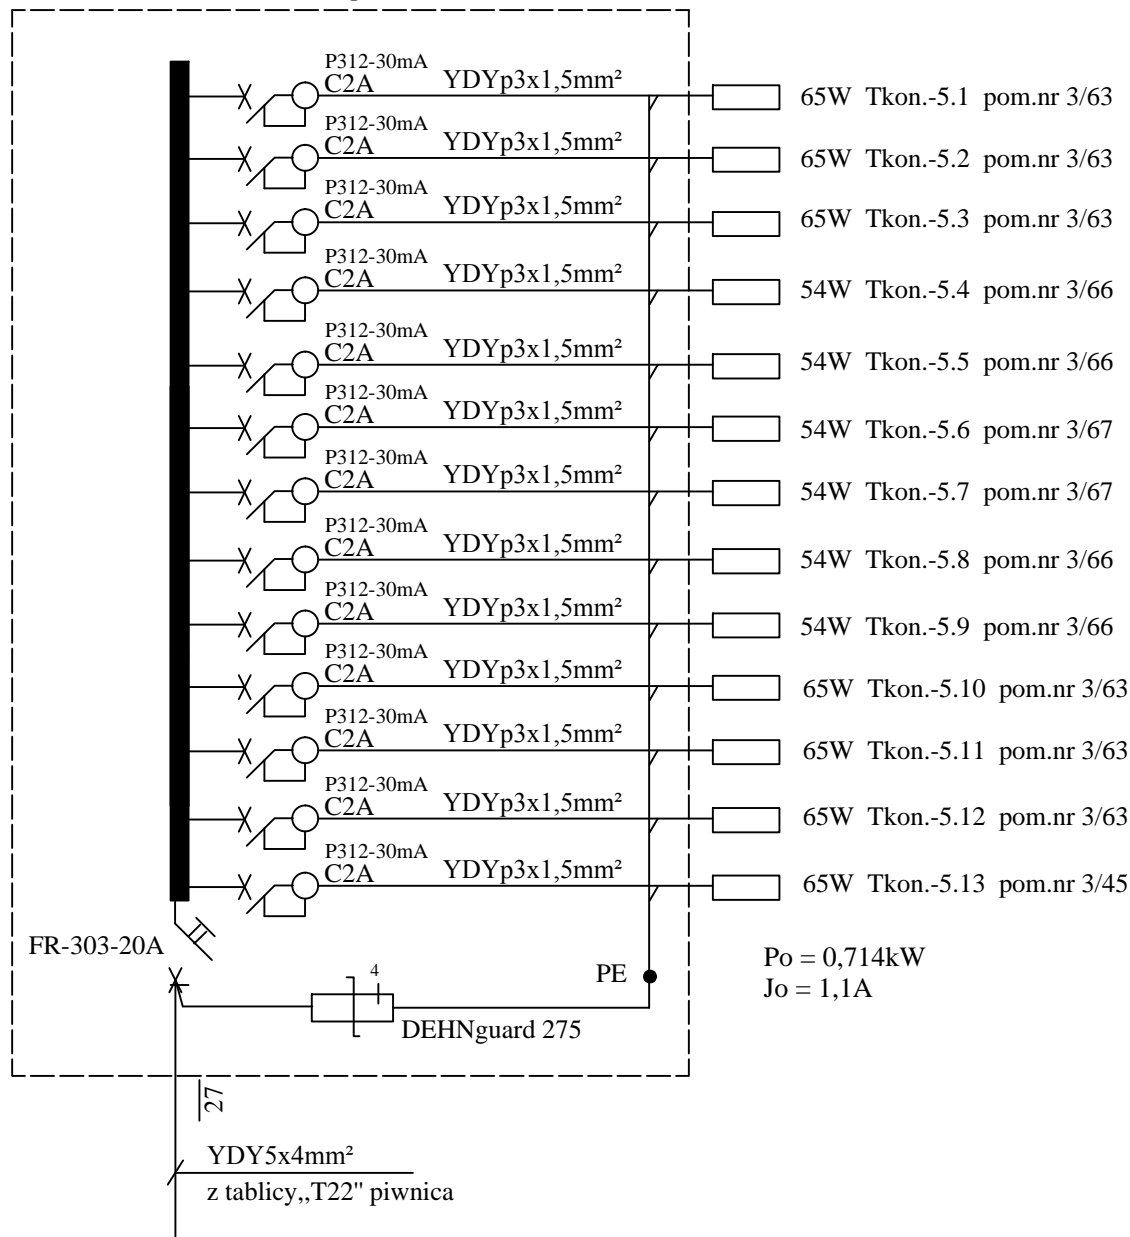 P312-30mA
C2A YDYp3x1,5mm² 65W Tkon.-5.1 pom.nr 3/63
P312-30mA
C2A YDYp3x1,5mm² 65W Tkon.-5.2 pom.nr 3/63
P312-30mA
C2A YDYp3x1,5mm² 65W Tkon.-5.3 pom.nr 3/63
P312-30mA
C2A YDYp3x1,5mm² 54W Tkon.-5.4 pom.nr 3/66
P312-30mA
C2A YDYp3x1,5mm² 54W Tkon.-5.5 pom.nr 3/66
P312-30mA
C2A YDYp3x1,5mm² 54W Tkon.-5.6 pom.nr 3/67
P312-30mA
C2A YDYp3x1,5mm² 54W Tkon.-5.7 pom.nr 3/67
P312-30mA
C2A YDYp3x1,5mm² 54W Tkon.-5.8 pom.nr 3/66
P312-30mA
C2A YDYp3x1,5mm² 54W Tkon.-5.9 pom.nr 3/66
P312-30mA
C2A YDYp3x1,5mm² 65W Tkon.-5.10 pom.nr 3/63
P312-30mA
C2A YDYp3x1,5mm² 65W Tkon.-5.11 pom.nr 3/63
P312-30mA
C2A YDYp3x1,5mm² 65W Tkon.-5.12 pom.nr 3/63
P312-30mA
C2A YDYp3x1,5mm² 65W Tkon.-5.13 pom.nr 3/45
FR-303-20A
Po = 0,714kW
PE
Jo = 1,1A
4
DEHNguard 275
27
YDY5x4mm²
z tablicy,,T22" piwnica